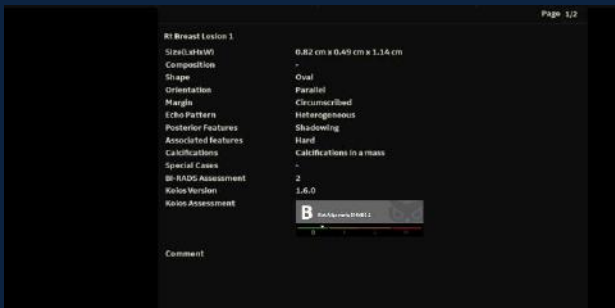 Page 1/2
Rt Breast Lesion 1
Size(LxHxW) 0.82 cm x 0.49 cm x 1.14 cm
Composition -
Shape Oval
Orientation Parallel
Margin Circumscribed
Echo Pattern Heterogeneous
Posterior Features Shadowing
Associated features Hard
Calcifications Calcifications in a mass
Special Cases -
BI-RADS Assessment 2
Koios Version 1.6.0
Koios Assessment
B
Comment